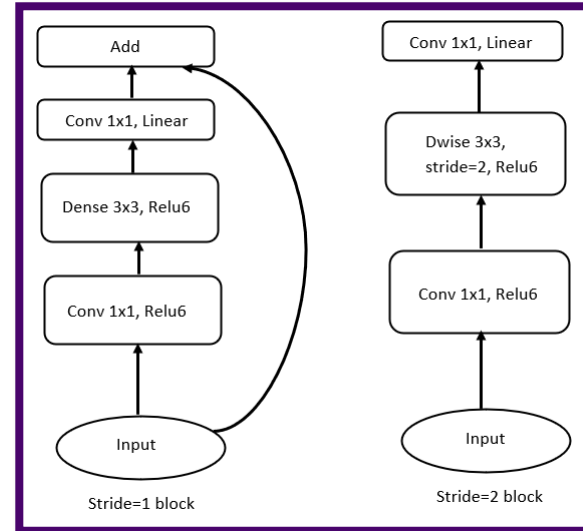 Add
Conv 1x1, Linear
Dense 3x3, Relu6
Conv 1x1, Relu6
Input
Stride=1 block
Conv 1x1, Linear
Dwise 3x3,
stride=2, Relu6
Conv 1x1, Relu6
Input
Stride=2 block